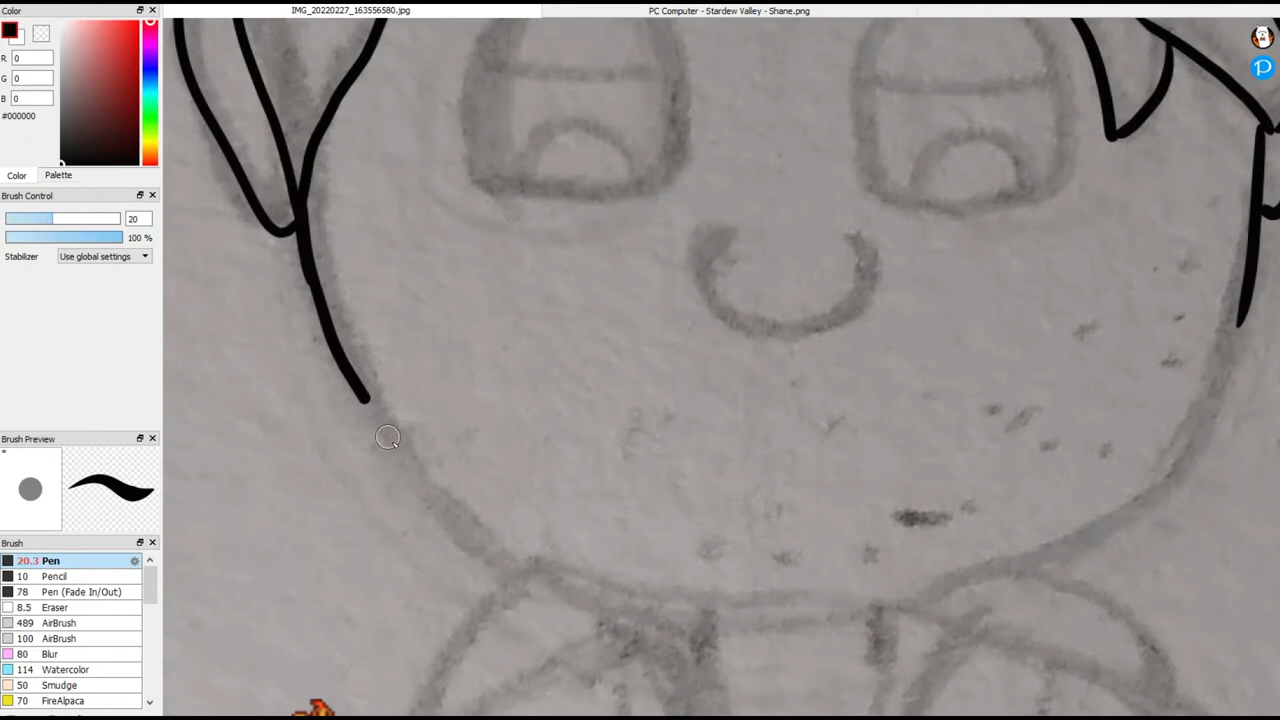 Color
IMG_20220227_163556580.jpg
PC Computer - Stardew Valley - Shane.png
R 0
G 0
B 0
#000000
Color Palette
Brush Control
20
100 %
Stabilizer Use global settings
Brush Preview
Brush
20.3 Pen
10 Pencil
78 Pen (Fade In/Out)
8.5 Eraser
489 AirBrush
100 AirBrush
80 Blur
114 Watercolor
50 Smudge
70 FireAlpaca